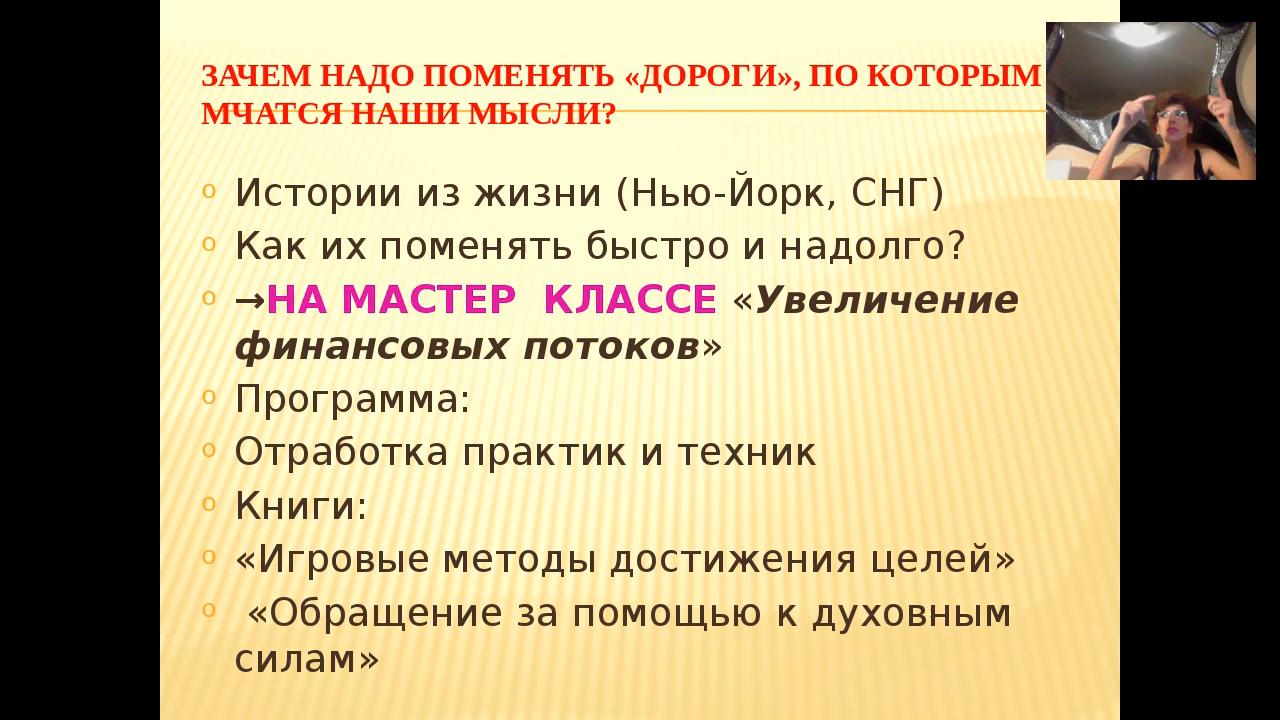 ЗАЧЕМ НАДО ПОМЕНЯТЬ «ДОРОГИ», ПО КОТОРЫМ
МЧАТСЯ НАШИ МЫСЛИ?
Истории из жизни (Нью-Йорк, СНГ)
Как их поменять быстро и надолго?
→НА МАСТЕР  КЛАССЕ «Увеличение
финансовых потоков»
Программа:
Отработка практик и техник
Книги:
«Игровые методы достижения целей»
«Обращение за помощью к духовным
силам»